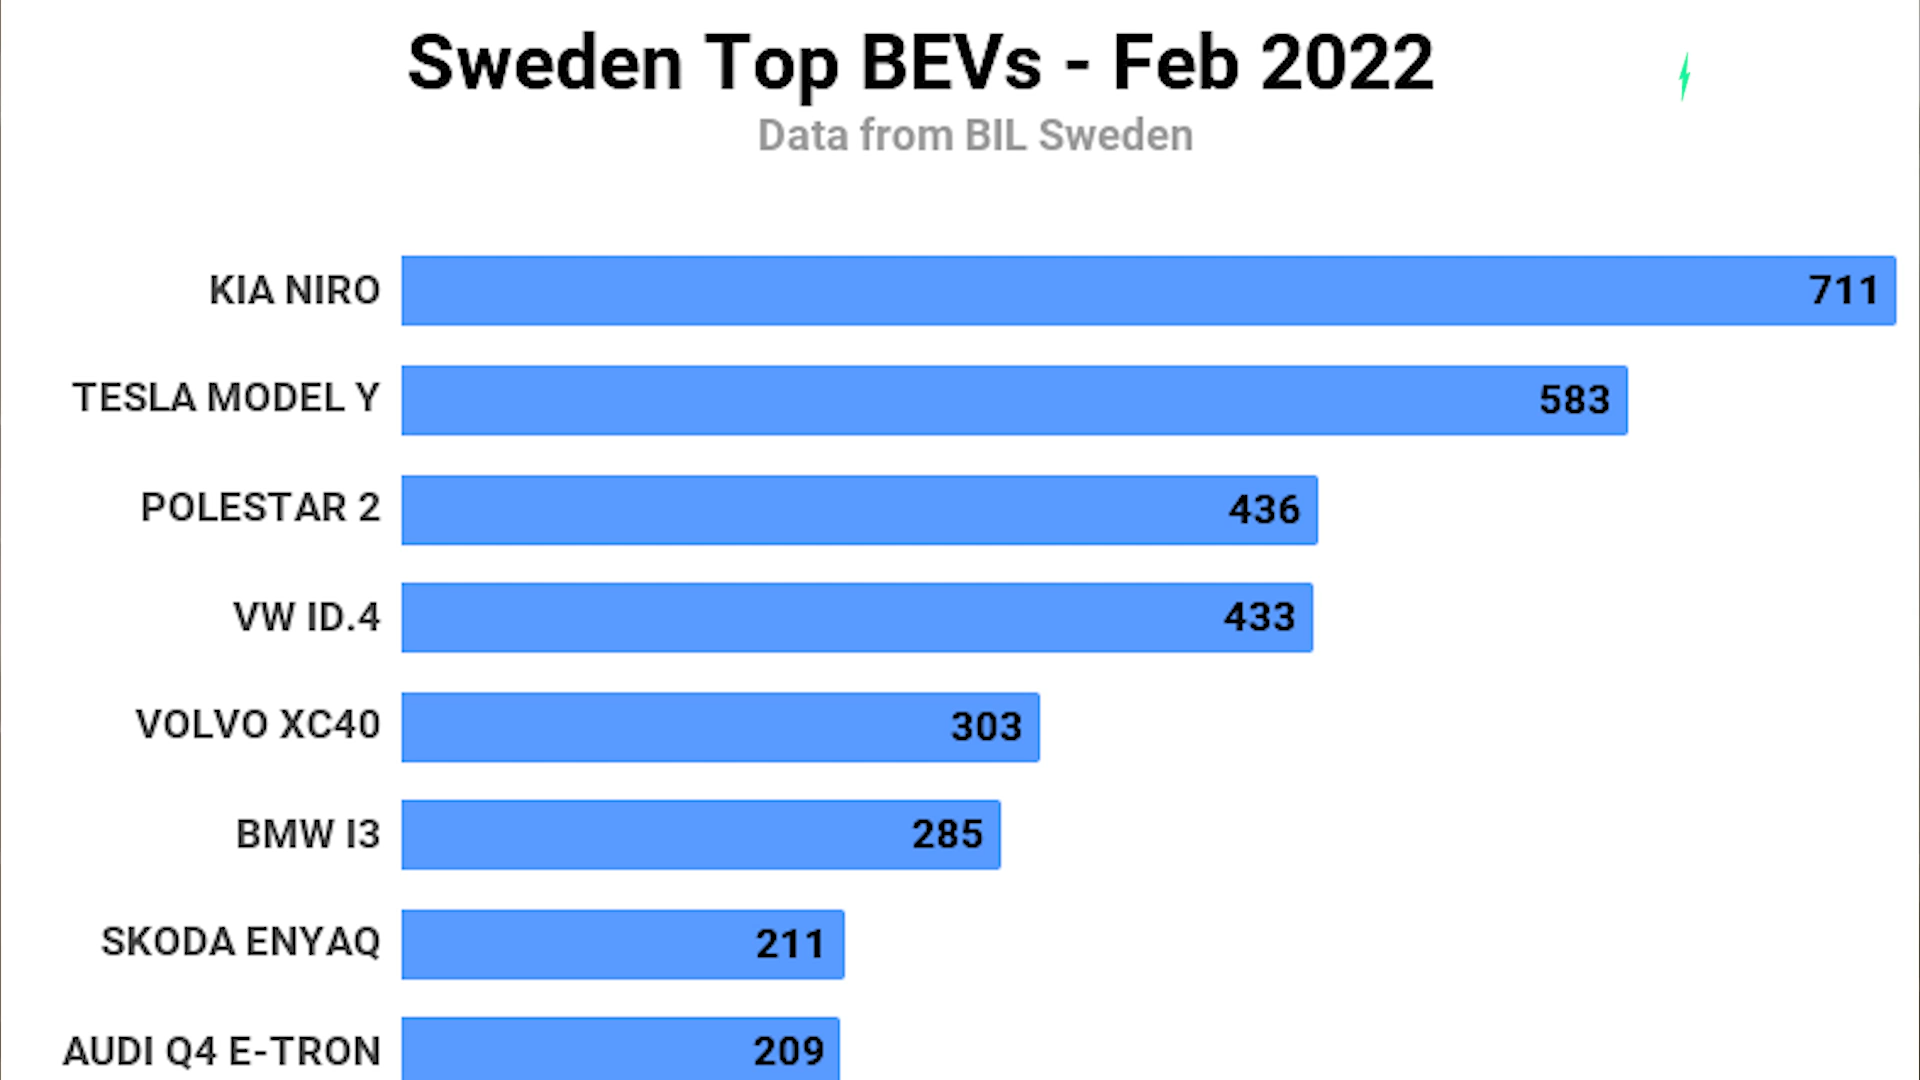 Sweden Top BEVs - Feb 2022
Data from BIL Sweden
KIA NIRO 711
TESLA MODEL Y 583
POLESTAR 2 436
VW ID.4 433
VOLVO XC40 303
BMW I3 285
SKODA ENYAQ 211
AUDI Q4 E-TRON 209